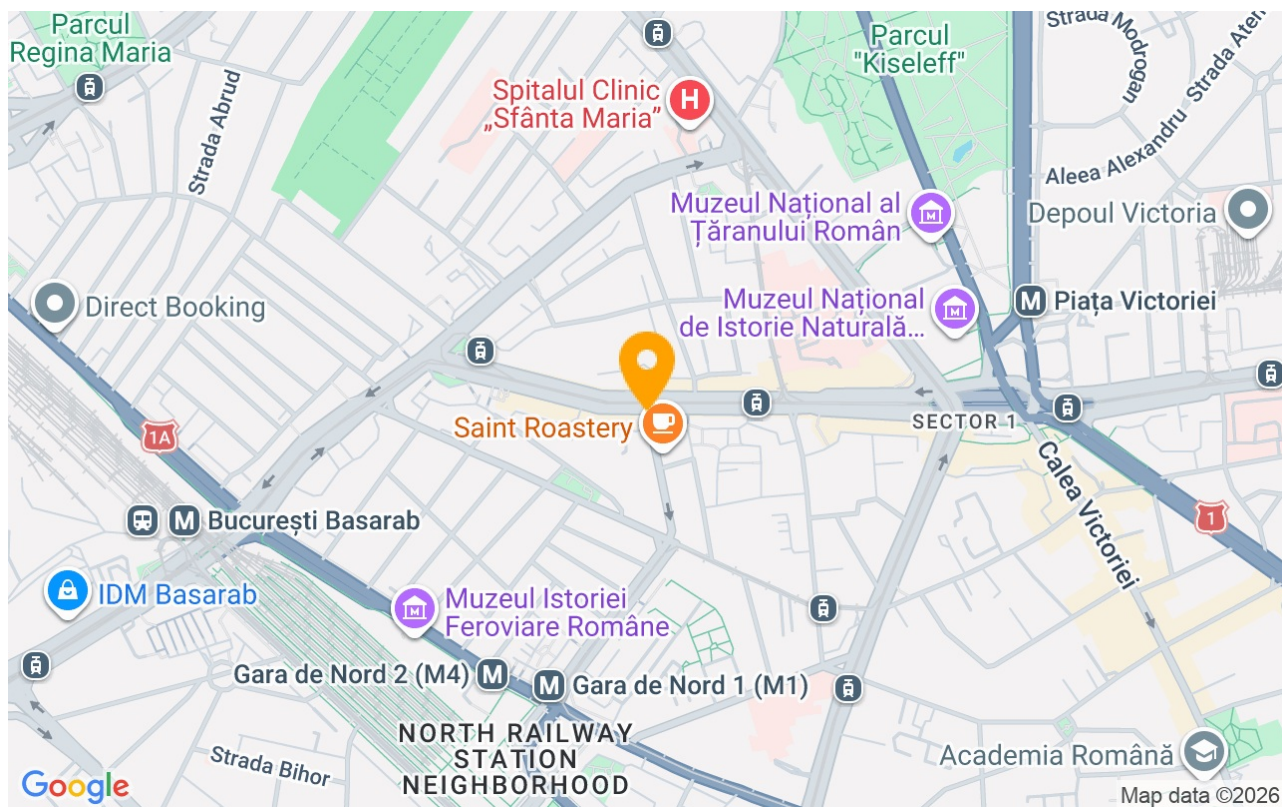 Parcul
Regina Maria
Strada Abrud
Spitalul Clinic
„Sfânta Maria”
H
Parcul
"Kiseleff"
Strada Modrogan
Strada Aten
Aleea Alexandru
Muzeul Național al
Țăranului Român
M
Depoul Victoria
Direct Booking
Muzeul Național
de Istorie Naturală...
M
M Piața Victoriei
Saint Roastery
SECTOR 1
1A
Calea Victoriei
1
M București Basarab
IDM Basarab
M
Muzeul Istoriei
Feroviare Române
Gara de Nord 2 (M4) M
M Gara de Nord 1 (M1)
NORTH RAILWAY
STATION
NEIGHBORHOOD
Strada Bihor
Academia Română
Google
Map data ©2026